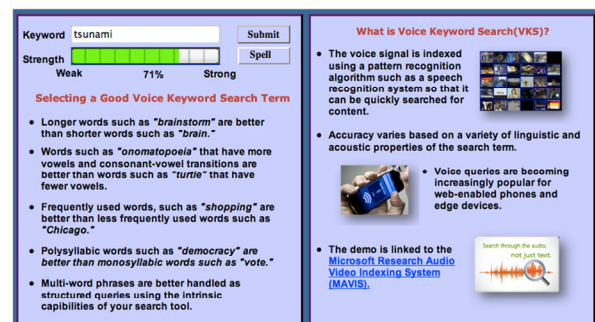 Keyword tsunami Submit
Strength Spell
Weak 71% Strong
Selecting a Good Voice Keyword Search Term
• Longer words such as "brainstorm" are better
than shorter words such as "brain."
• Words such as "onomatopoeia" that have more
vowels and consonant-vowel transitions are
better than words such as "turtle" that have
fewer vowels.
• Frequently used words, such as "shopping" are
better than less frequently used words such as
"Chicago."
• Polysyllabic words such as "democracy" are
better than monosyllabic words such as "vote."
• Multi-word phrases are better handled as
structured queries using the intrinsic
capibilities of your search tool.
What is Voice Keyword Search(VKS)?
• The voice signal is indexed
using a pattern recognition
algorithm such as a speech
recognition system so that it
can be quickly searched for
content.
• Accuracy varies based on a variety of linguistic and
acoustic properties of the search term.
• Voice queries are becoming
increasingly popular for
web-enabled phones and
edge devices.
• The demo is linked to the
Microsoft Research Audio
Video Indexing System
(MAVIS).
Search through the audio,
not just text.